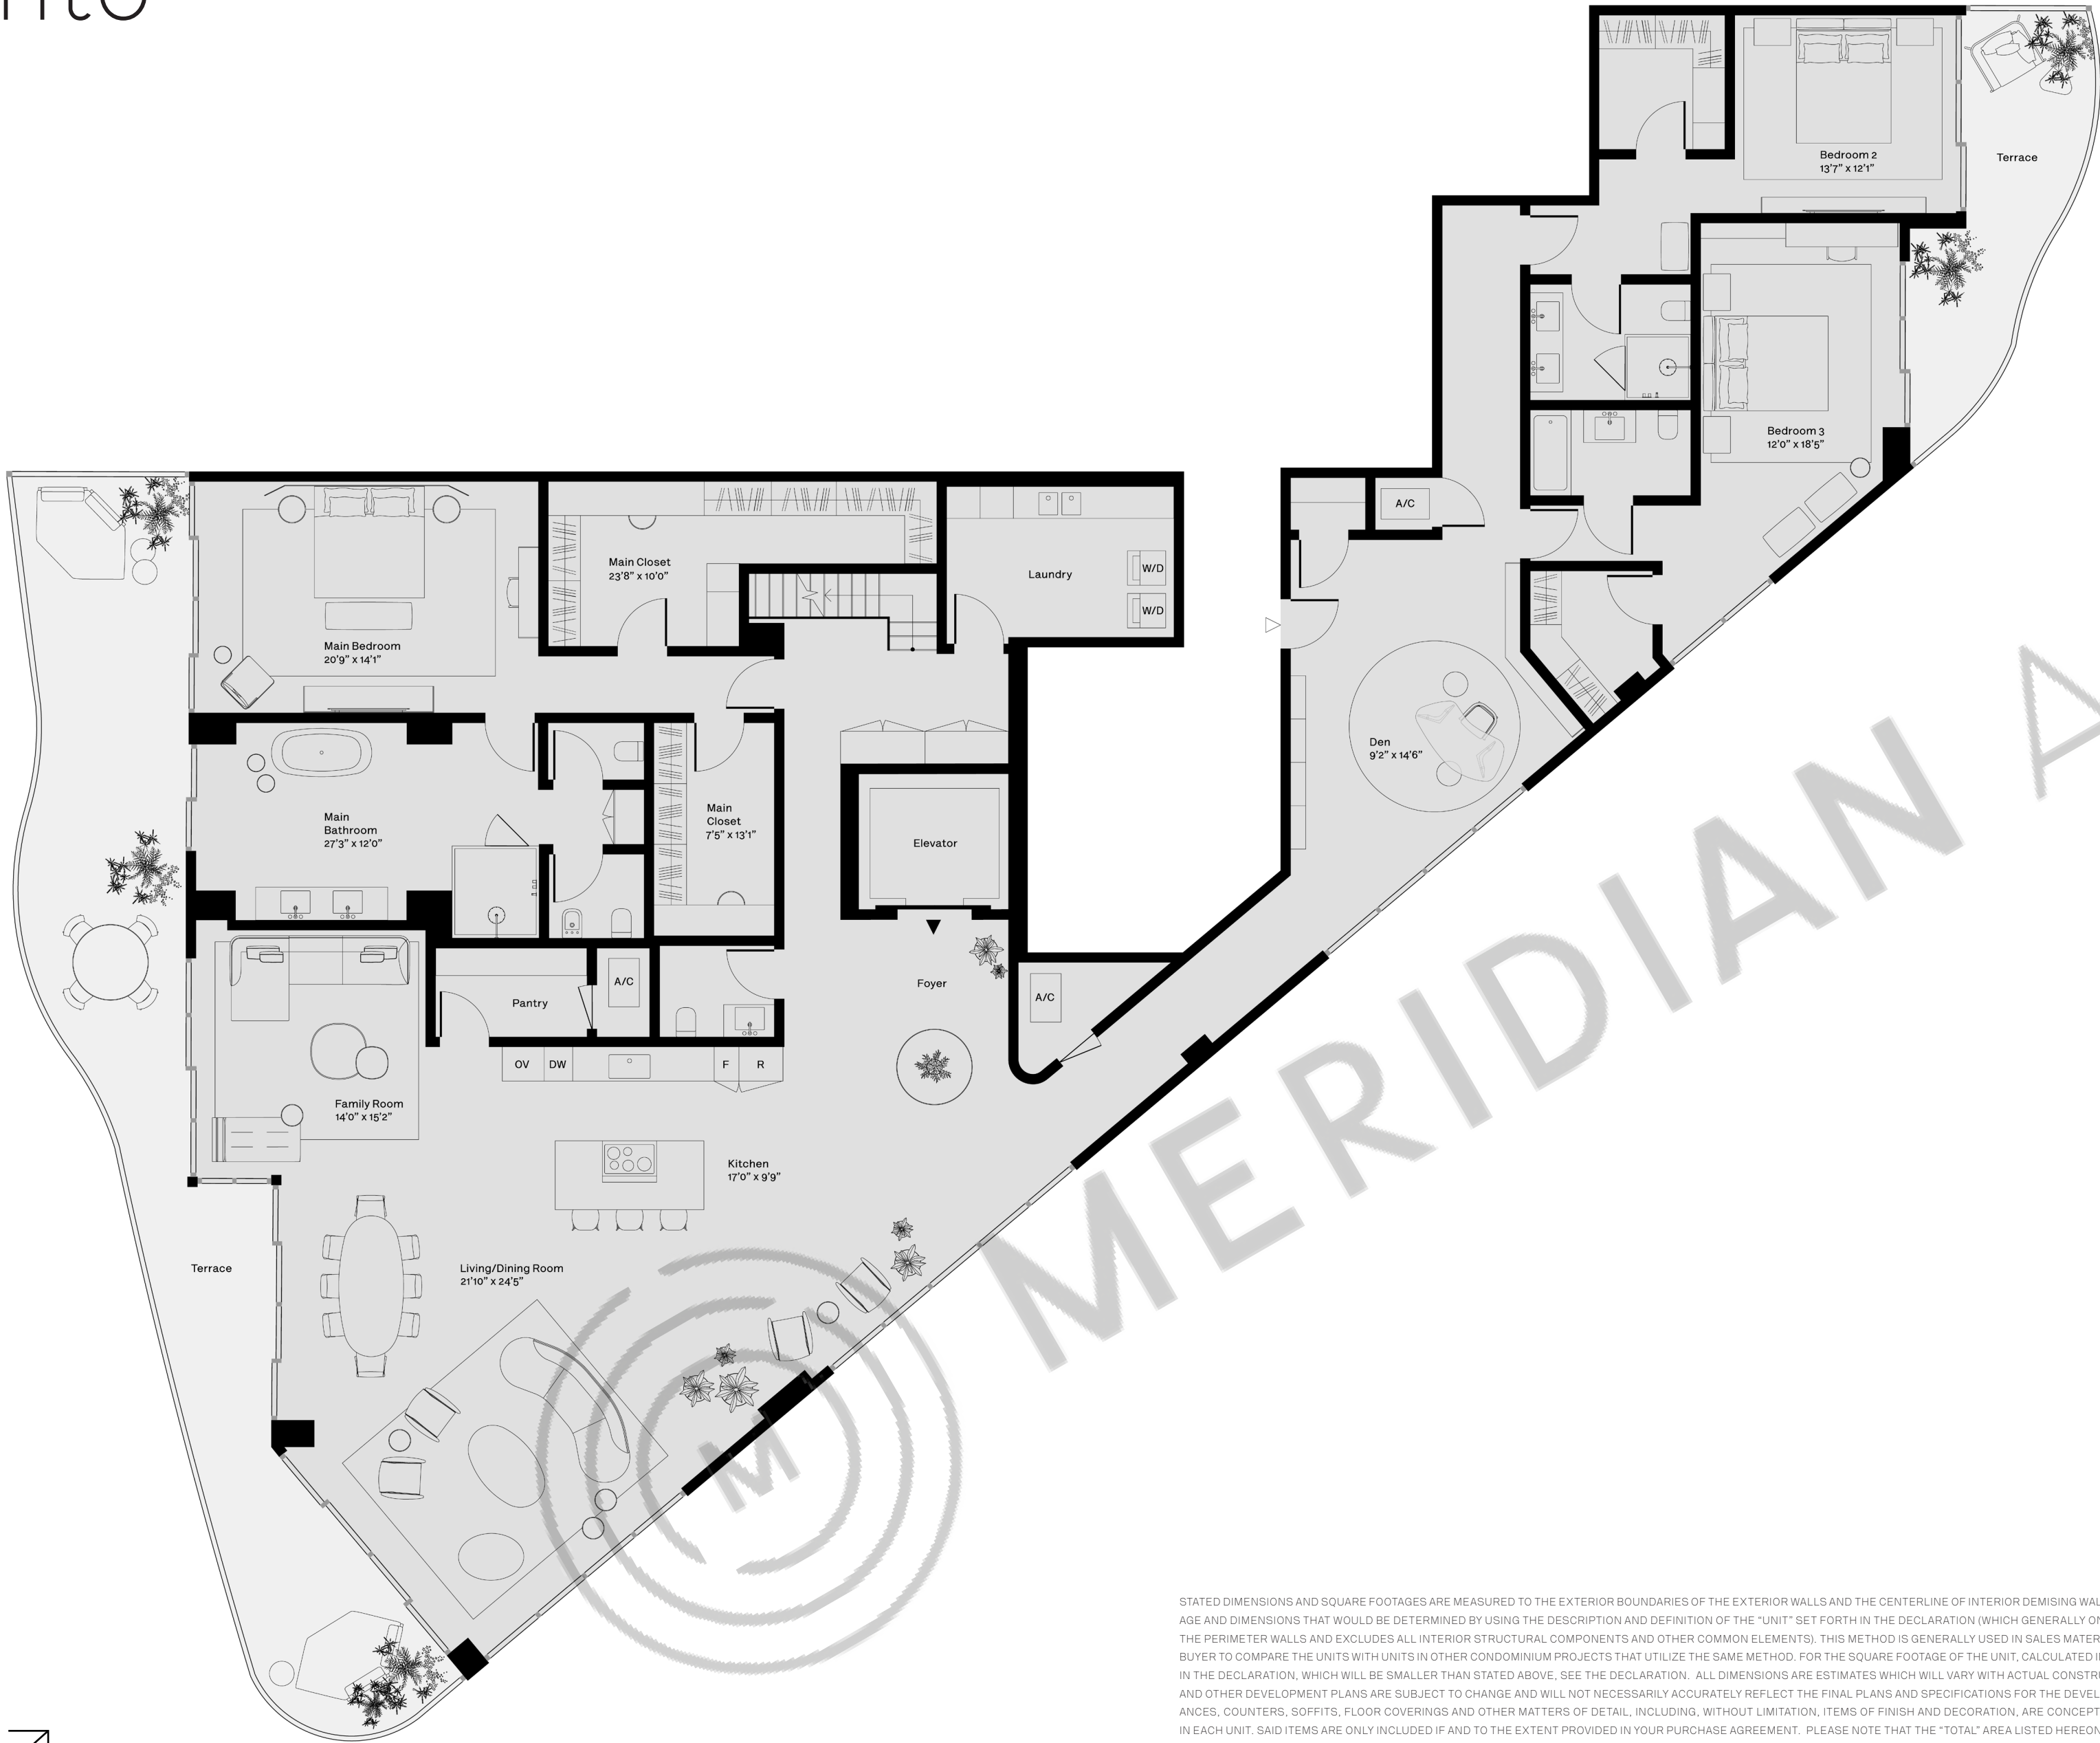 Bedroom 2
13'7" x 12'1"
Terrace
Bedroom 3
12'0" x 18'5"
A/C
Main Closet
23'8" x 10'0"
Laundry
W/D
W/D
Main Bedroom
20'9" x 14'1"
Den
9'2" x 14'6"
Main
Bathroom
27'3" x 12'0"
Main
Closet
7'5" x 13'1"
Elevator
Pantry
A/C
Foyer
A/C
OV
DW
F
R
Family Room
14'0" x 15'2"
Kitchen
17'0" x 9'9"
Terrace
Living/Dining Room
21'10" x 24'5"
M
MERIDIAN A
STATED DIMENSIONS AND SQUARE FOOTAGES ARE MEASURED TO THE EXTERIOR BOUNDARIES OF THE EXTERIOR WALLS AND THE CENTERLINE OF INTERIOR DEMISING
AGE AND DIMENSIONS THAT WOULD BE DETERMINED BY USING THE DESCRIPTION AND DEFINITION OF THE "UNIT" SET FORTH IN THE DECLARATION (WHICH GENERALLY
THE PERIMETER WALLS AND EXCLUDES ALL INTERIOR STRUCTURAL COMPONENTS AND OTHER COMMON ELEMENTS). THIS METHOD IS GENERALLY USED IN SALES
BUYER TO COMPARE THE UNITS WITH UNITS IN OTHER CONDOMINIUM PROJECTS THAT UTILIZE THE SAME METHOD. FOR THE SQUARE FOOTAGE OF THE UNIT, CALCULATED
IN THE DECLARATION, WHICH WILL BE SMALLER THAN STATED ABOVE, SEE THE DECLARATION. ALL DIMENSIONS ARE ESTIMATES WHICH WILL VARY WITH ACTUAL
AND OTHER DEVELOPMENT PLANS ARE SUBJECT TO CHANGE AND WILL NOT NECESSARILY ACCURATELY REFLECT THE FINAL PLANS AND SPECIFICATIONS FOR THE
ANCES, COUNTERS, SOFFITS, FLOOR COVERINGS AND OTHER MATTERS OF DETAIL, INCLUDING, WITHOUT LIMITATION, ITEMS OF FINISH AND DECORATION, ARE
IN EACH UNIT. SAID ITEMS ARE ONLY INCLUDED IF AND TO THE EXTENT PROVIDED IN YOUR PURCHASE AGREEMENT. PLEASE NOTE THAT THE "TOTAL" AREA LISTED HEREON